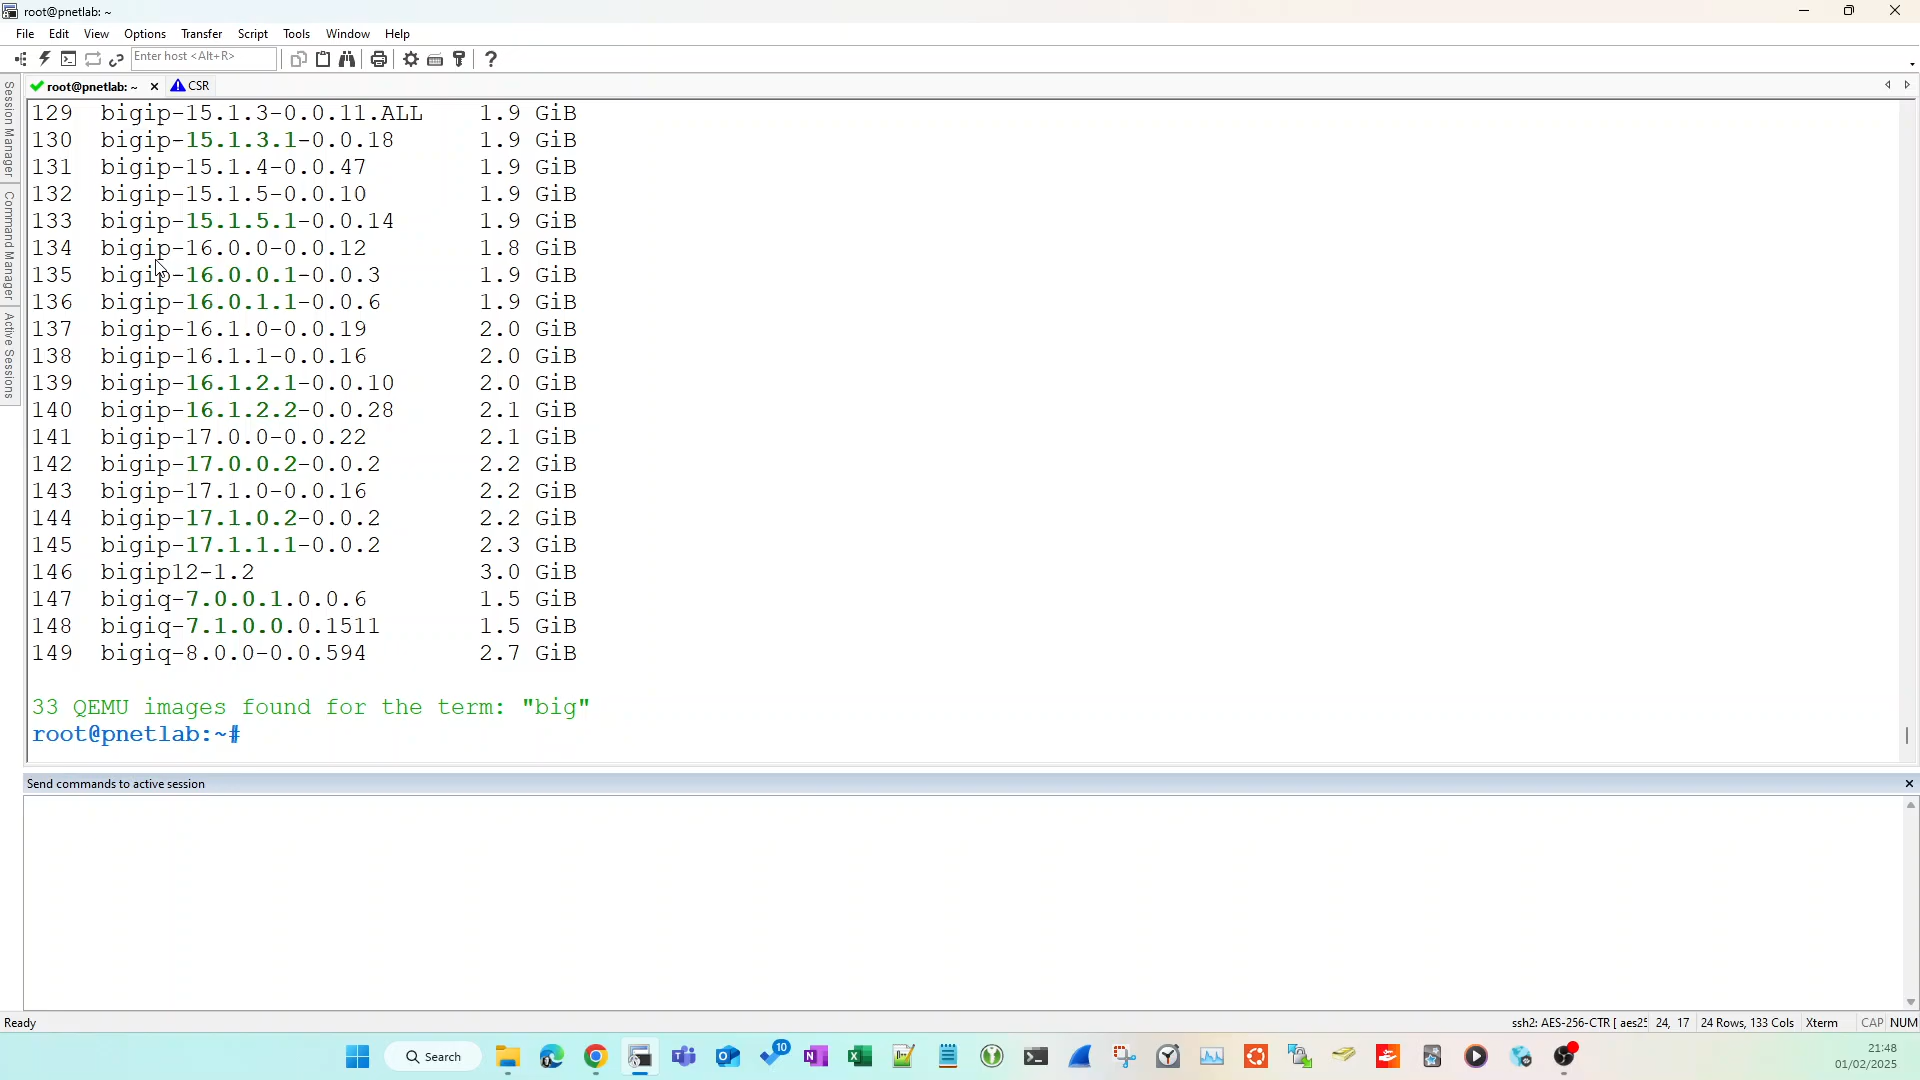 root@pnetlab: ~
File Edit View Options Transfer Script Tools Window Help
Enter host <Alt+R>
root@pnetlab: ~ CSR
Session Manager
Command Manager
Active Sessions
129 bigip-15.1.3-0.0.11.ALL 1.9 GiB
130 bigip-15.1.3.1-0.0.18 1.9 GiB
131 bigip-15.1.4-0.0.47 1.9 GiB
132 bigip-15.1.5-0.0.10 1.9 GiB
133 bigip-15.1.5.1-0.0.14 1.9 GiB
134 bigip-16.0.0-0.0.12 1.8 GiB
135 bigip-16.0.0.1-0.0.3 1.9 GiB
136 bigip-16.0.1.1-0.0.6 1.9 GiB
137 bigip-16.1.0-0.0.19 2.0 GiB
138 bigip-16.1.1-0.0.16 2.0 GiB
139 bigip-16.1.2.1-0.0.10 2.0 GiB
140 bigip-16.1.2.2-0.0.28 2.1 GiB
141 bigip-17.0.0-0.0.22 2.1 GiB
142 bigip-17.0.0.2-0.0.2 2.2 GiB
143 bigip-17.1.0-0.0.16 2.2 GiB
144 bigip-17.1.0.2-0.0.2 2.2 GiB
145 bigip-17.1.1.1-0.0.2 2.3 GiB
146 bigip12-1.2 3.0 GiB
147 bigiq-7.0.0.1.0.0.6 1.5 GiB
148 bigiq-7.1.0.0.0.1511 1.5 GiB
149 bigiq-8.0.0-0.0.594 2.7 GiB
33 QEMU images found for the term: "big"
root@pnetlab:~#
Send commands to active session
Ready ssh2: AES-256-CTR [ aes25 24, 17 24 Rows, 133 Cols Xterm CAP NUM
Search 10 21:48
01/02/2025